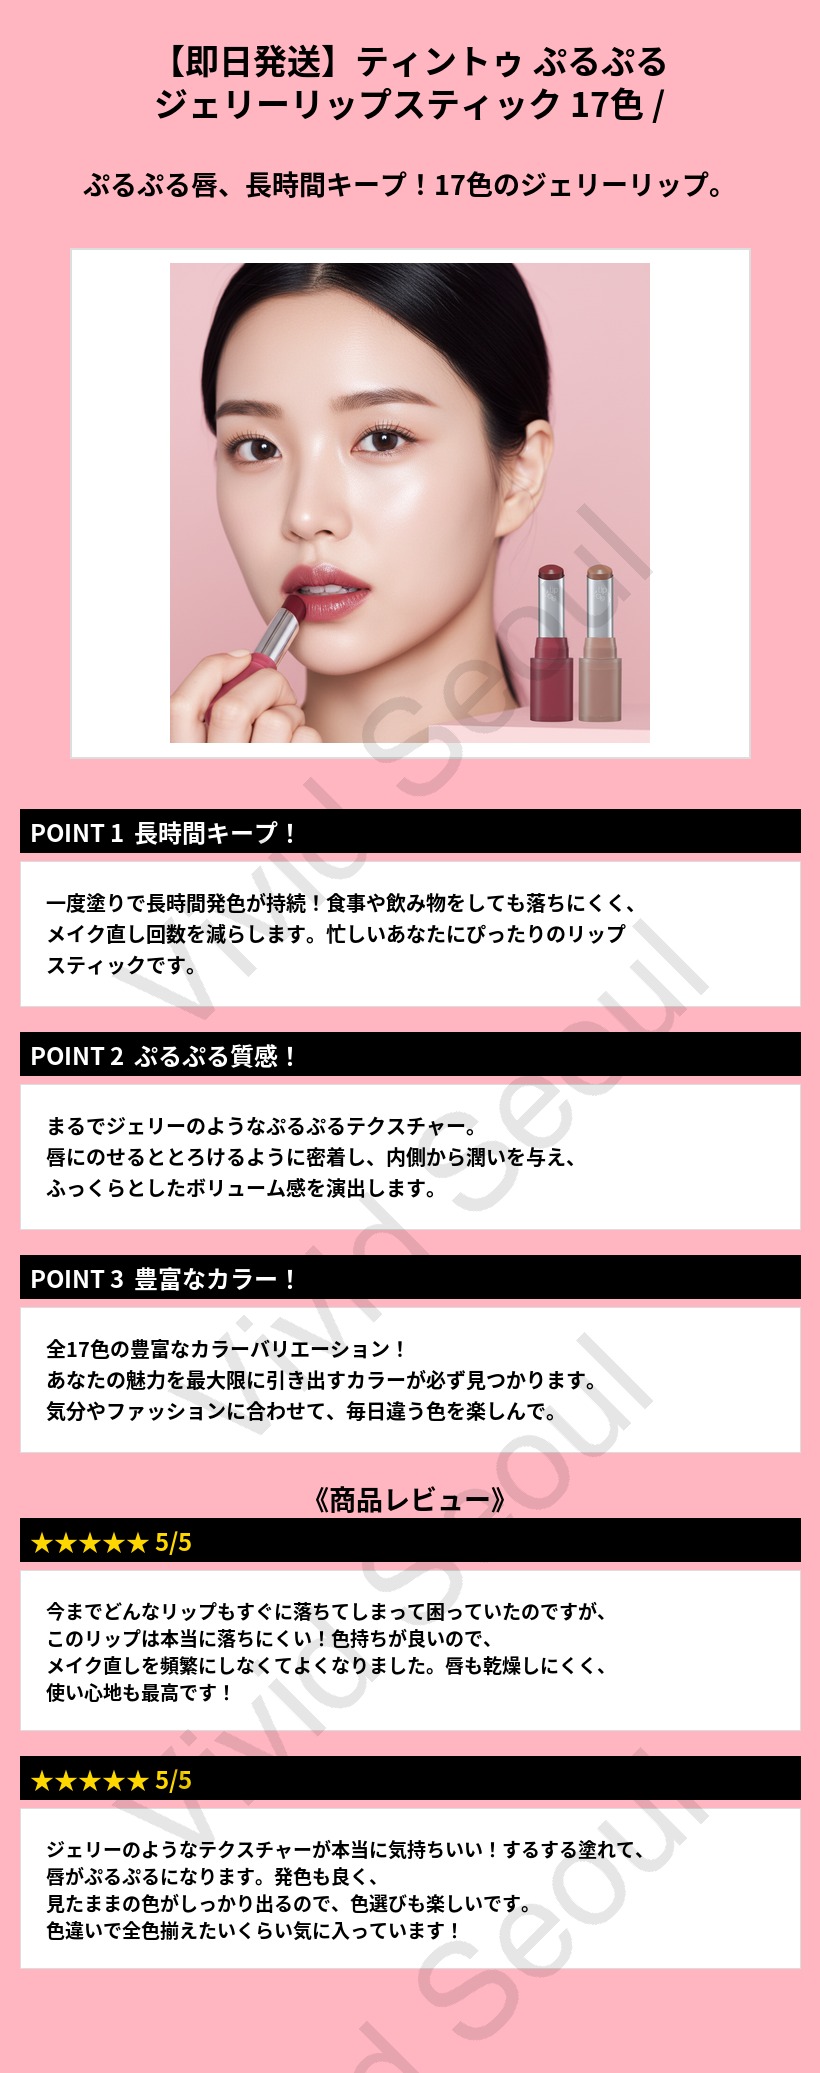 【即日発送】ティントゥ ぷるぷる
ジェリーリップスティック 17色 /
ぷるぷる唇、長時間キープ！17色のジェリーリップ。
POINT 1 長時間キープ！
一度塗りで長時間発色が持続！食事や飲み物をしても落ちにくく、
メイク直し回数を減らします。忙しいあなたにぴったりのリップ
スティックです。
POINT 2 ぷるぷる質感！
まるでジェリーのようなぷるぷるテクスチャー。
唇にのせるととろけるように密着し、内側から潤いを与え、
ふっくらとしたボリューム感を演出します。
POINT 3 豊富なカラー！
全17色の豊富なカラーバリエーション！
あなたの魅力を最大限に引き出すカラーが必ず見つかります。
気分やファッションに合わせて、毎日違う色を楽しんで。
《商品レビュー》
★★★★★ 5/5
今までどんなリップもすぐに落ちてしまって困っていたのですが、
このリップは本当に落ちにくい！色持ちが良いので、
メイク直しを頻繁にしなくてよくなりました。唇も乾燥しにくく、
使い心地も最高です！
★★★★★ 5/5
ジェリーのようなテクスチャーが本当に気持ちいい！するする塗れて、
唇がぷるぷるになります。発色も良く、
見たままの色がしっかり出るので、色選びも楽しいです。
色違いで全色揃えたいくらい気に入っています！
Vivid Seoul
Vivid Seoul
Vivid Seoul
Vivid Seoul